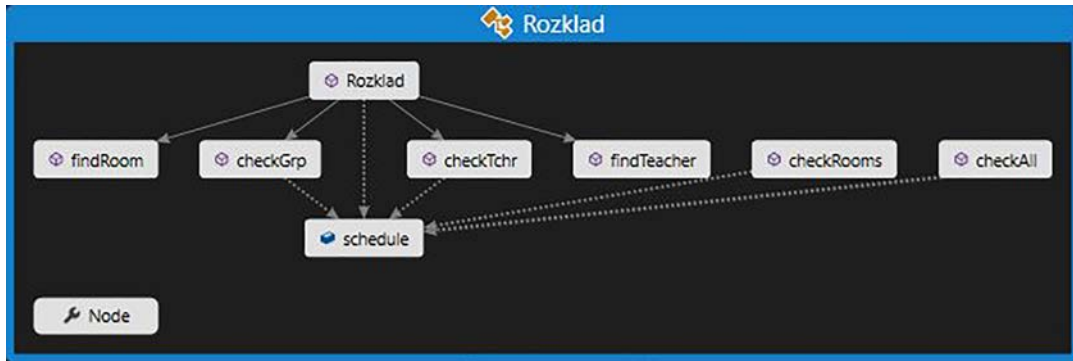 Rozklad
Rozklad
findRoom
checkGrp
checkTchr
findTeacher
checkRooms
checkAll
schedule
Node